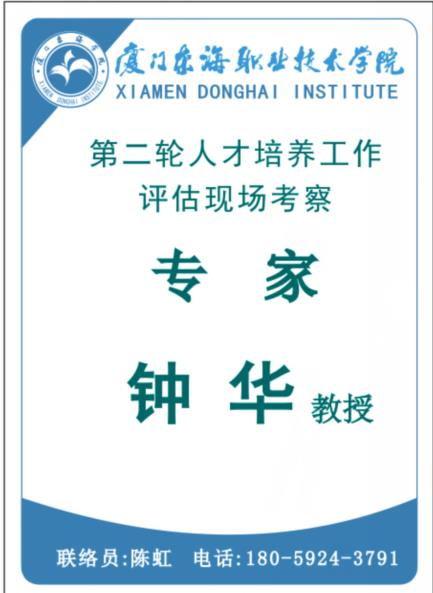 厦门东海职业技术学院
XIAMEN DONGHAI INSTITUTE
第二轮人才培养工作
评估现场考察
专 家
钟 华 教授
联络员:陈虹 电话:180-5924-3791